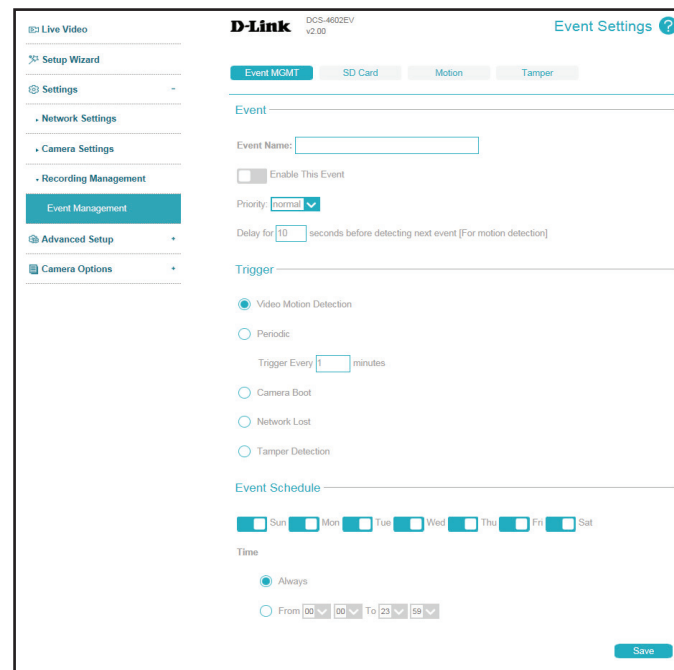 Live Video
Setup Wizard
Settings -
Network Settings
Camera Settings
Recording Management
Event Management
Advanced Setup +
Camera Options +
D-Link DCS-4602EV
v2.00
Event Settings ?
Event MGMT SD Card Motion Tamper
Event
Event Name:
Enable This Event
Priority: normal
Delay for 10 seconds before detecting next event [For motion detection]
Trigger
Video Motion Detection
Periodic
Trigger Every 1 minutes
Camera Boot
Network Lost
Tamper Detection
Event Schedule
Sun Mon Tue Wed Thu Fri Sat
Time
Always
From 00 00 To 23 59
Save